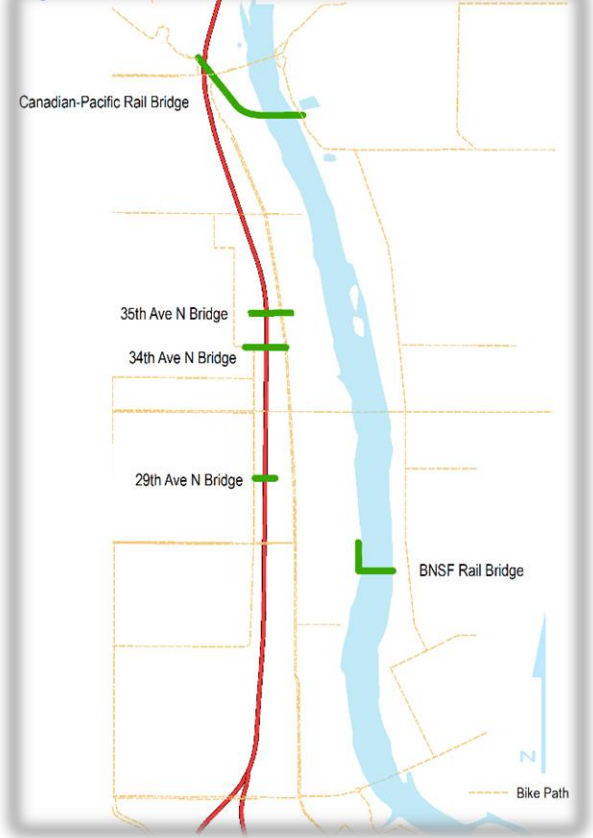 Canadian-Pacific Rail Bridge
35th Ave N Bridge
34th Ave N Bridge
29th Ave N Bridge
BNSF Rail Bridge
N
Bike Path